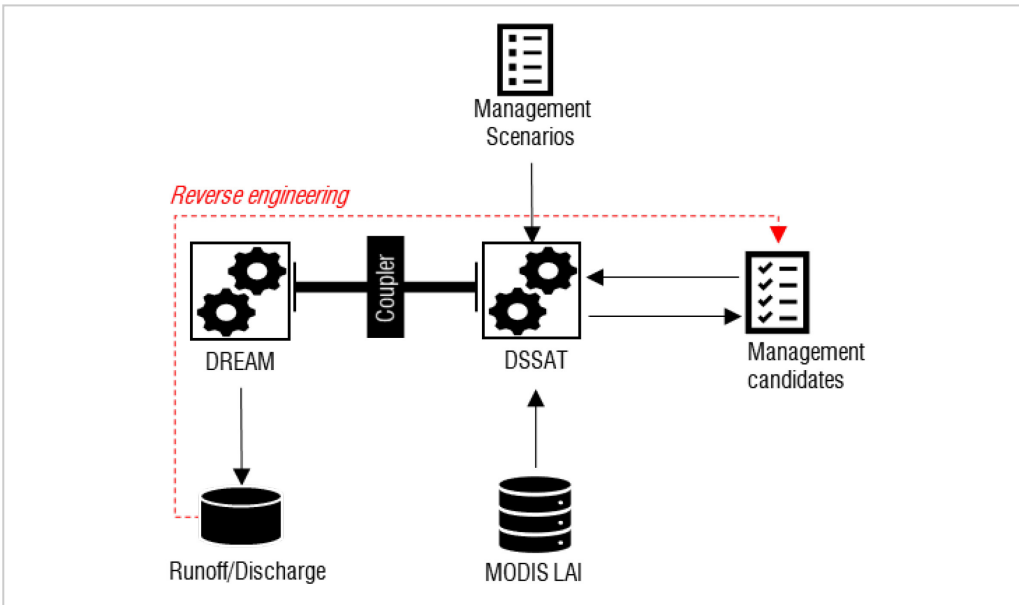 Management
Scenarios
Reverse engineering
Coupler
DREAM
DSSAT
Management
candidates
Runoff/Discharge
MODIS LAI